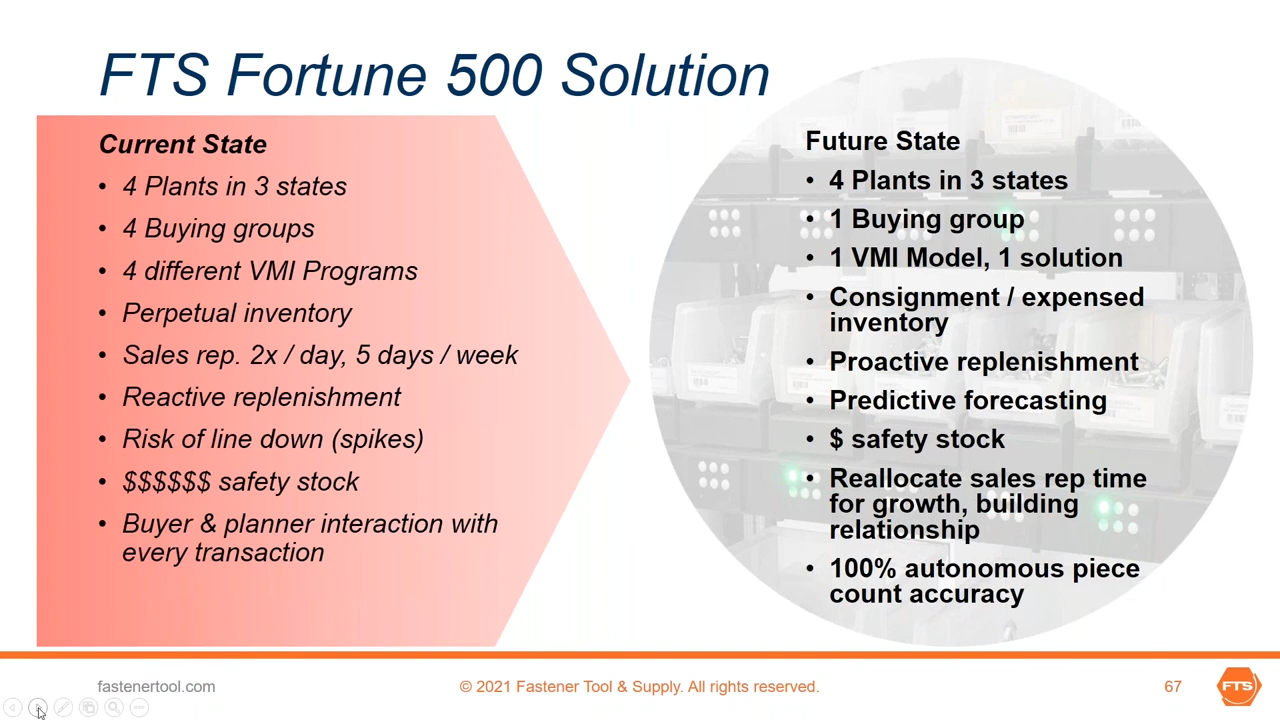 FTS Fortune 500 Solution
Current State
• 4 Plants in 3 states
• 4 Buying groups
• 4 different VMI Programs
• Perpetual inventory
• Sales rep. 2x / day, 5 days / week
• Reactive replenishment
• Risk of line down (spikes)
• $$$$$$ safety stock
• Buyer & planner interaction with
every transaction
Future State
• 4 Plants in 3 states
• 1 Buying group
• 1 VMI Model, 1 solution
• Consignment / expensed
inventory
• Proactive replenishment
• Predictive forecasting
• $ safety stock
• Reallocate sales rep time
for growth, building
relationship
• 100% autonomous piece
count accuracy
fastenertool.com
© 2021 Fastener Tool & Supply. All rights reserved.
67
FTS